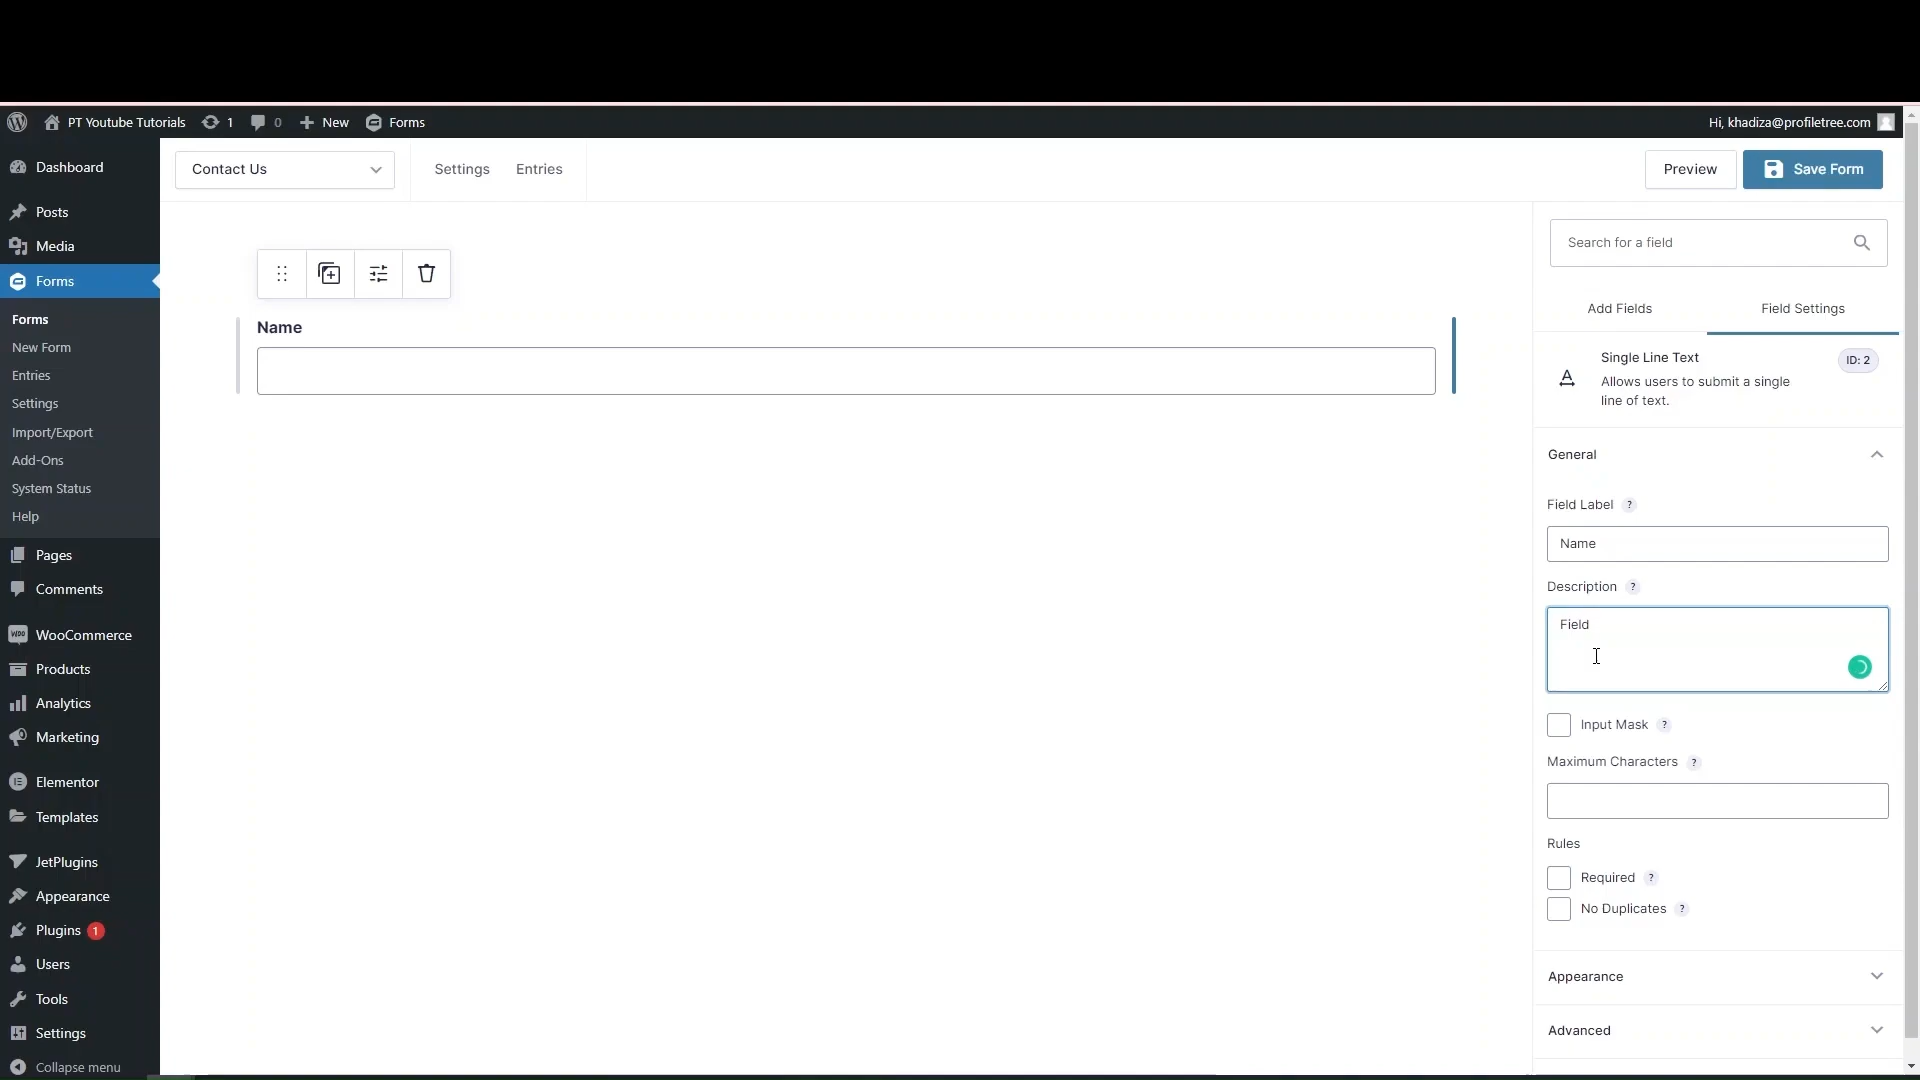 PT Youtube Tutorials 1 0 New Forms Hi, khadiza@profiletree.com
Dashboard
Posts
Media
Forms
Forms
New Form
Entries
Settings
Import/Export
Add-Ons
System Status
Help
Pages
Comments
WooCommerce
Products
Analytics
Marketing
Elementor
Templates
JetPlugins
Appearance
Plugins 1
Users
Tools
Settings
Collapse menu
Contact Us Settings Entries Preview Save Form
Name
Search for a field
Add Fields Field Settings
Single Line Text ID: 2
Allows users to submit a single
line of text.
General
Field Label ?
Name
Description ?
Field
Input Mask ?
Maximum Characters ?
Rules
Required ?
No Duplicates ?
Appearance
Advanced